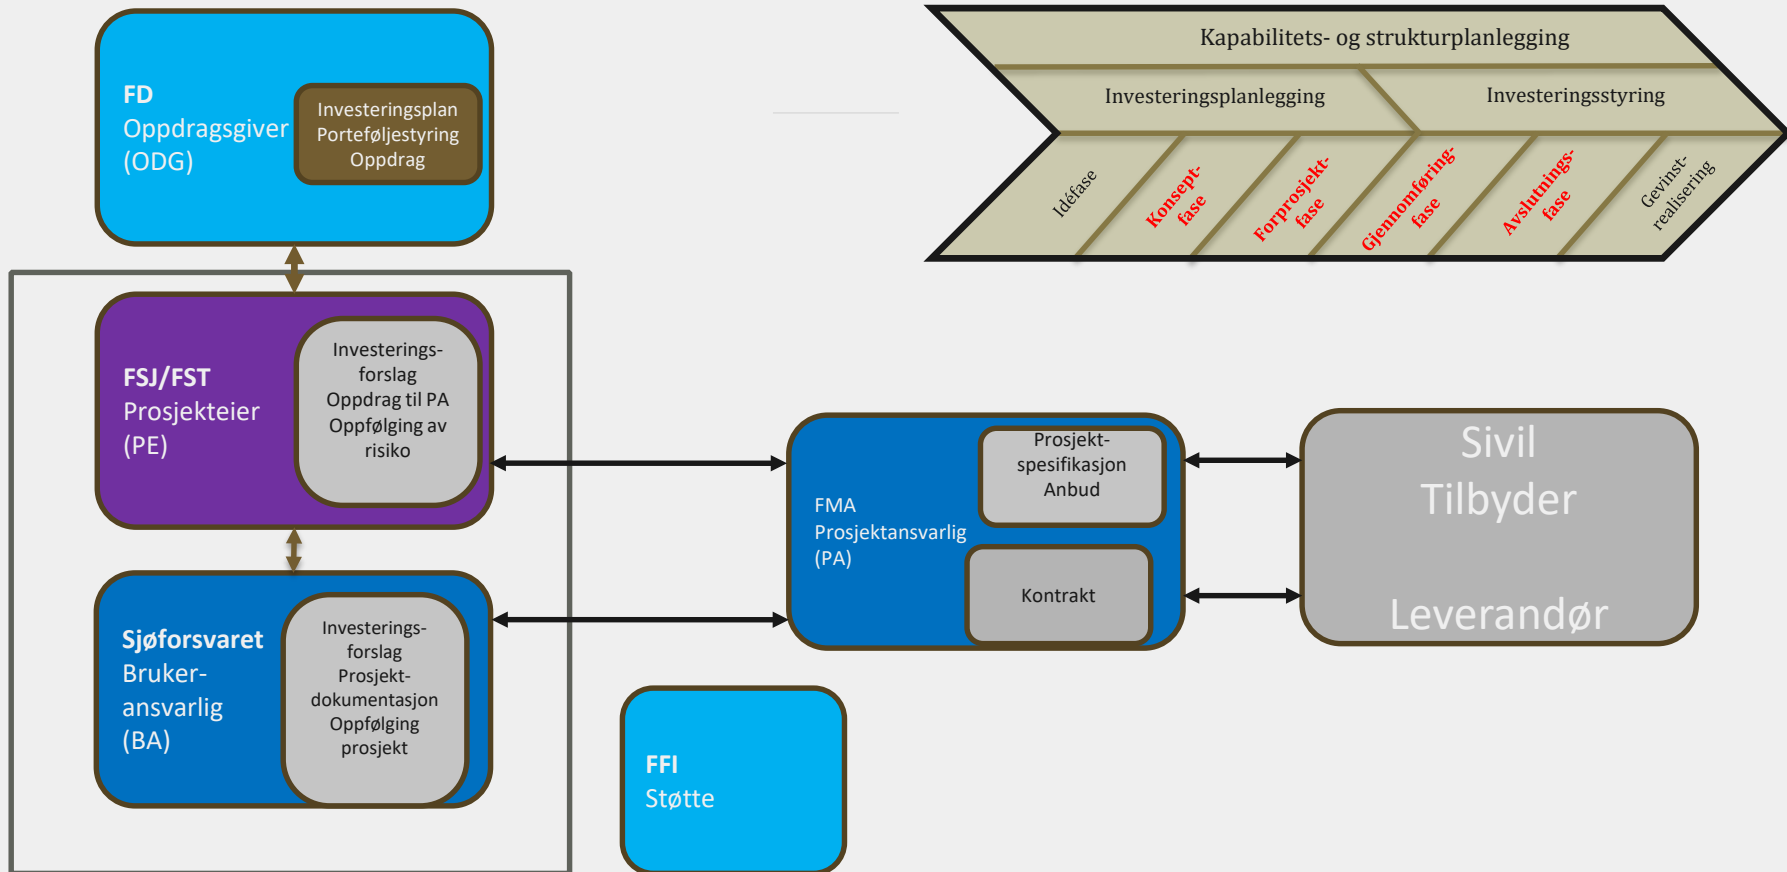 FD
Oppdragsgiver
(ODG)
Investeringsplan
Porteføljestyring
Oppdrag
Kapabilitets- og strukturplanlegging
Investeringsplanlegging
Investeringsstyring
Idéfase
Konsept-
fase
Forprosjekt-
fase
Gjennomføring-
fase
Avslutnings-
fase
Gevinst-
realisering
FSJ/FST
Prosjekteier
(PE)
Investerings-
forslag
Oppdrag til PA
Oppfølging av
risiko
FMA
Prosjektansvarlig
(PA)
Prosjekt-
spesifikasjon
Anbud
Kontrakt
Sivil
Tilbyder
Leverandør
Sjøforsvaret
Bruker-
ansvarlig
(BA)
Investerings-
forslag
Prosjekt-
dokumentasjon
Oppfølging
prosjekt
FFI
Støtte